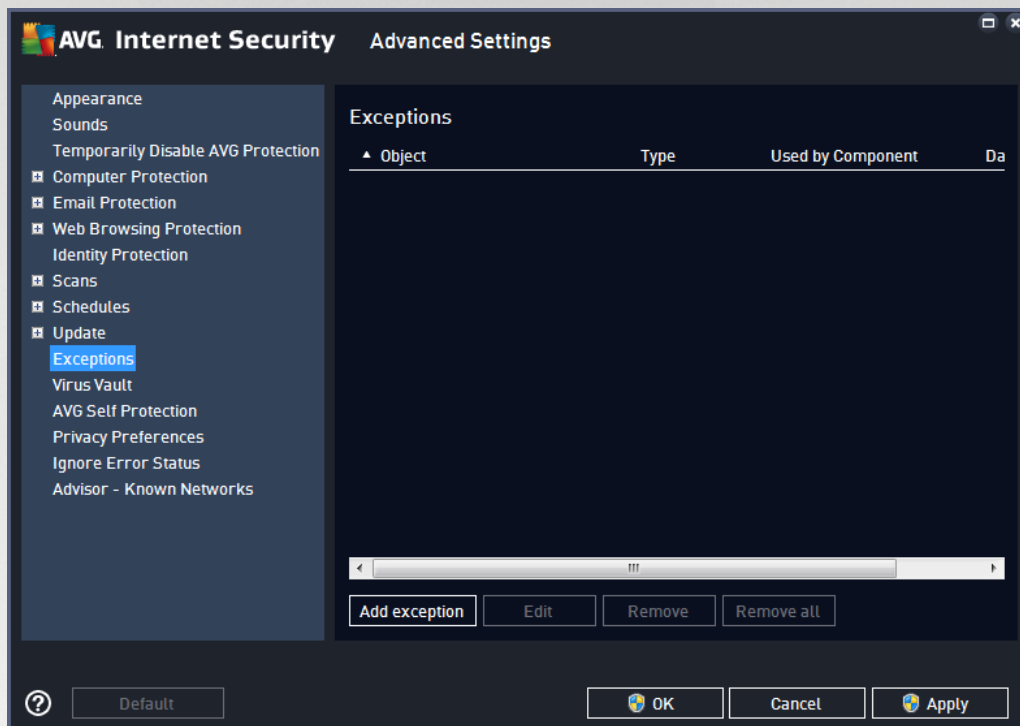 AVG. Internet Security Advanced Settings
Appearance
Sounds
Temporarily Disable AVG Protection
Computer Protection
Email Protection
Web Browsing Protection
Identity Protection
Scans
Schedules
Update
Exceptions
Virus Vault
AVG Self Protection
Privacy Preferences
Ignore Error Status
Advisor - Known Networks
Exceptions
Object Type Used by Component Da
Add exception Edit Remove Remove all
? Default OK Cancel Apply